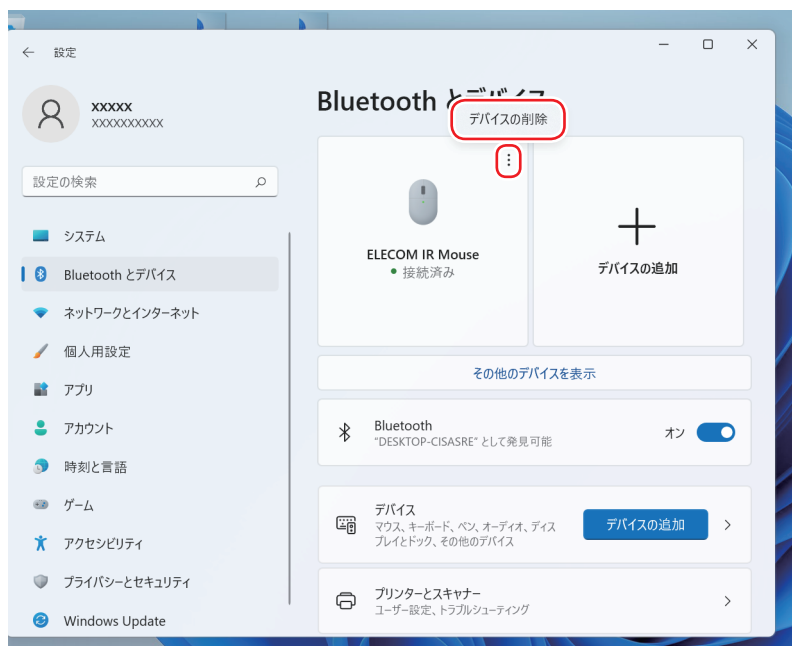 設定
xxxxx
xxxxxxxxxx
設定の検索
システム
Bluetooth とデバイス
ネットワークとインターネット
個人用設定
アプリ
アカウント
時刻と言語
ゲーム
アクセシビリティ
プライバシーとセキュリティ
Windows Update
Bluetooth とデバイス
デバイスの削除
ELECOM IR Mouse
接続済み
デバイスの追加
その他のデバイスを表示
Bluetooth
"DESKTOP-CISASRE" として発見可能
オン
デバイス
マウス、キーボード、ペン、オーディオ、ディス
プレイとドック、その他のデバイス
デバイスの追加
プリンターとスキャナー
ユーザー設定、トラブルシューティング